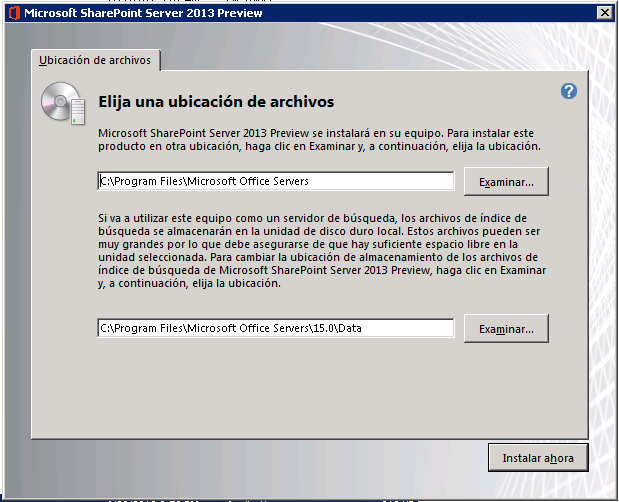 Microsoft SharePoint Server 2013 Preview
Ubicación de archivos
Elija una ubicación de archivos
Microsoft SharePoint Server 2013 Preview se instalará en su equipo. Para instalar este
producto en otra ubicación, haga clic en Examinar y, a continuación, elija la ubicación.
C:\Program Files\Microsoft Office Servers
Examinar...
Si va a utilizar este equipo como un servidor de búsqueda, los archivos de índice de
búsqueda se almacenarán en la unidad de disco duro local. Estos archivos pueden ser
muy grandes por lo que debe asegurarse de que hay suficiente espacio libre en la
unidad seleccionada. Para cambiar la ubicación de almacenamiento de los archivos de
índice de búsqueda de Microsoft SharePoint Server 2013 Preview, haga clic en Examinar
y, a continuación, elija la ubicación.
C:\Program Files\Microsoft Office Servers\15.0\Data
Examinar...
Instalar ahora